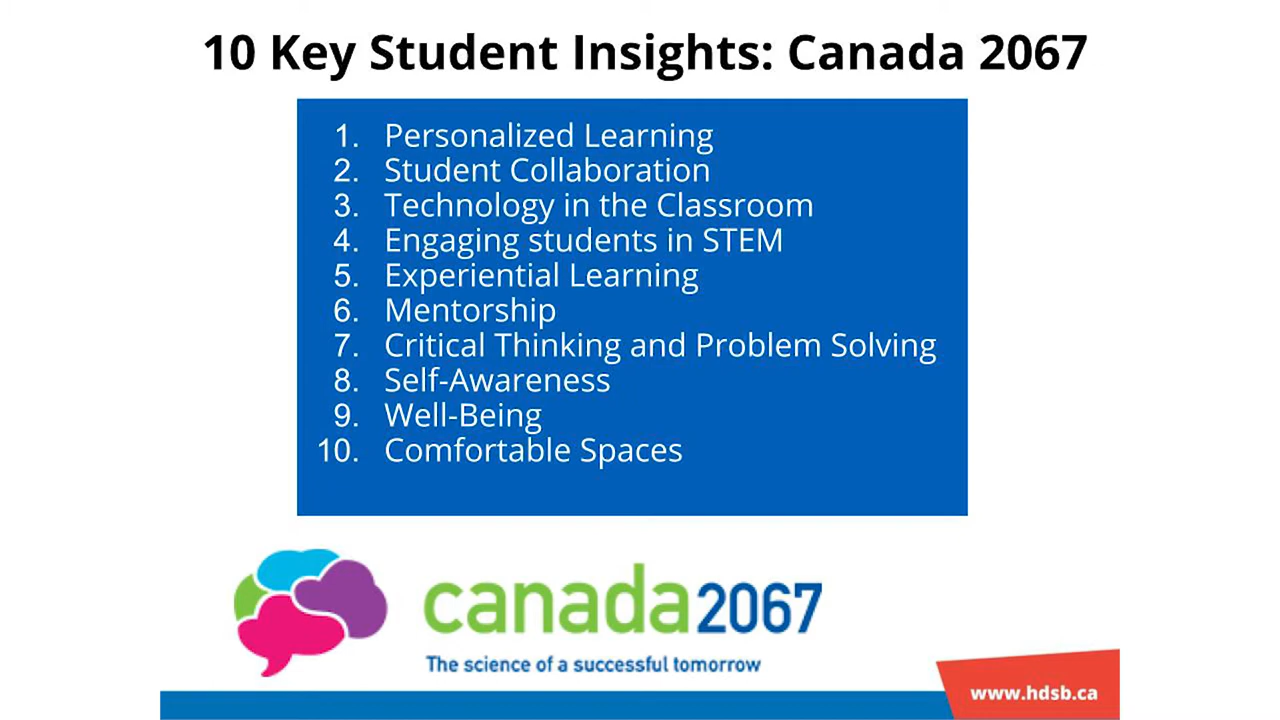 10 Key Student Insights: Canada 2067
1. Personalized Learning
2. Student Collaboration
3. Technology in the Classroom
4. Engaging students in STEM
5. Experiential Learning
6. Mentorship
7. Critical Thinking and Problem Solving
8. Self-Awareness
9. Well-Being
10. Comfortable Spaces
canada2067
The science of a successful tomorrow
www.hdsb.ca